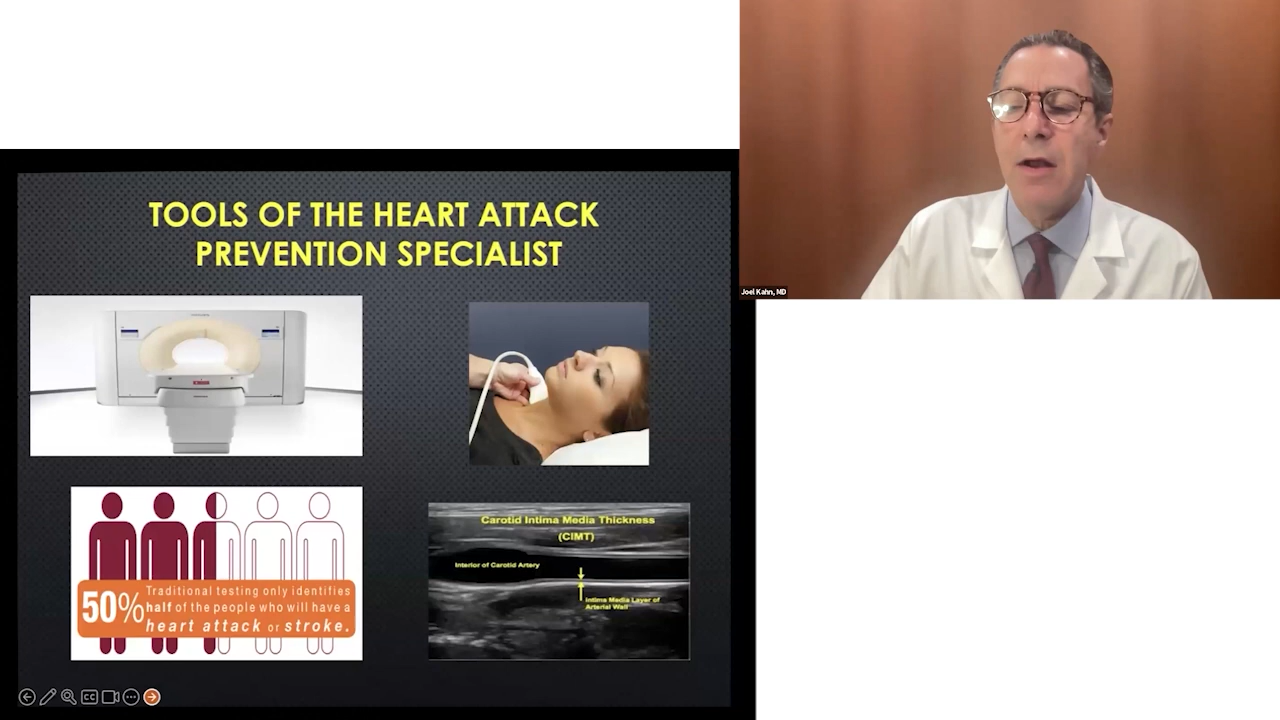 TOOLS OF THE HEART ATTACK
PREVENTION SPECIALIST
Joel Kahn, MD
50%
Traditional testing only identifies
half of the people who will have a
heart attack or stroke.
Carotid Intima Media Thickness
(CIMT)
Interior of Carotid Artery
Intima Media Layer of
Arterial Wall
CC